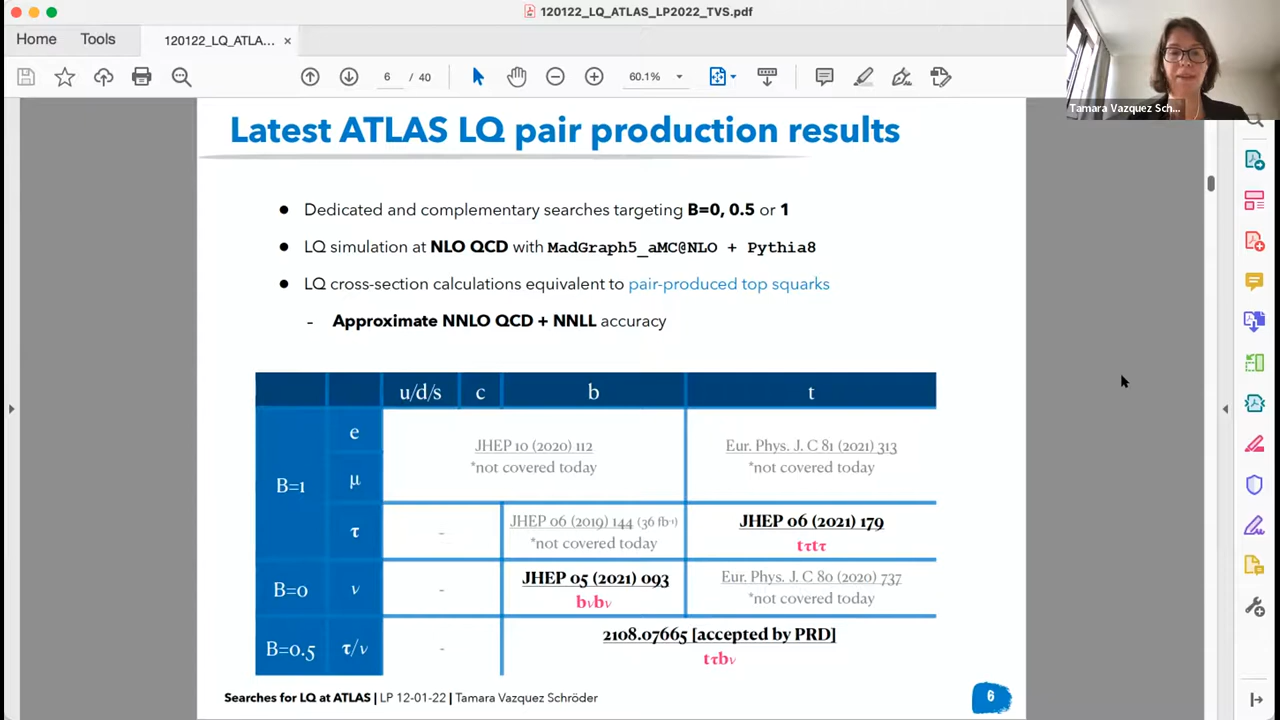 120122_LQ_ATLAS_LP2022_TVS.pdf
Home Tools 120122_LQ_ATLA... ×
6 / 40 60.1%
Tamara Vazquez Sch...
Latest ATLAS LQ pair production results
● Dedicated and complementary searches targeting B=0, 0.5 or 1
● LQ simulation at NLO QCD with MadGraph5_aMC@NLO + Pythia8
● LQ cross-section calculations equivalent to pair-produced top squarks
- Approximate NNLO QCD + NNLL accuracy
u/d/s c b t
B=1
e
μ
JHEP 10 (2020) 112
*not covered today
Eur. Phys. J. C 81 (2021) 313
*not covered today
τ
-
JHEP 06 (2019) 144 (36 fb⁻¹)
*not covered today
JHEP 06 (2021) 179
tτtτ
B=0
ν
-
JHEP 05 (2021) 093
bνbν
Eur. Phys. J. C 80 (2020) 737
*not covered today
B=0.5
τ/ν
-
2108.07665 [accepted by PRD]
tτbν
Searches for LQ at ATLAS | LP 12-01-22 | Tamara Vazquez Schröder
6